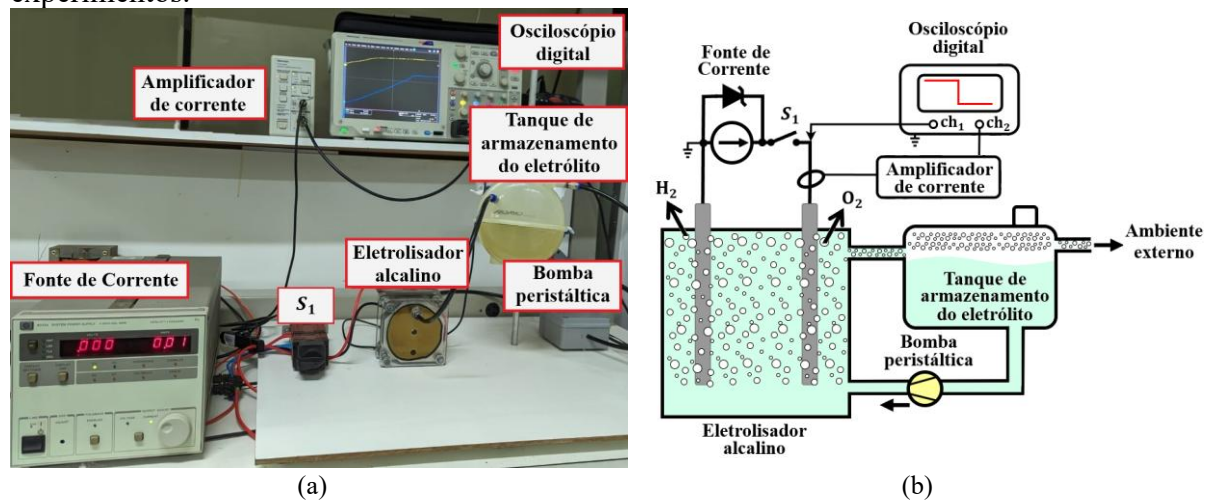 experimentos.
Osciloscópio
digital
Amplificador
de corrente
Tanque de
armazenamento
do eletrólito
Eletrolisador
alcalino
Bomba
peristáltica
Fonte de Corrente
S₁
,000 0,01
(a)
Osciloscópio
digital
Fonte de
Corrente
S₁
ch₁ ch₂
Amplificador
de corrente
H₂
O₂
Ambiente
externo
Tanque de
armazenamento
do eletrólito
Bomba
peristáltica
Eletrolisador
alcalino
(b)